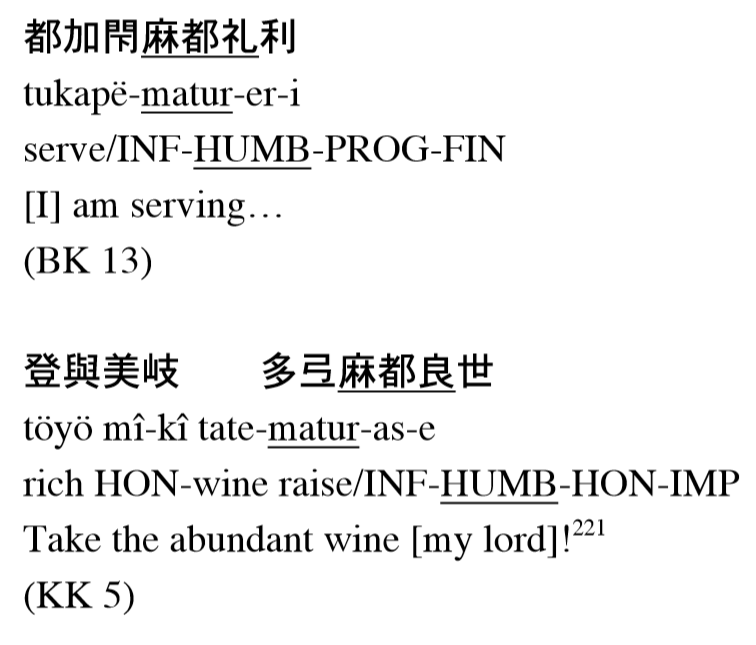 都加閇麻都礼利
tukapë-matur-er-i
serve/INF-HUMB-PROG-FIN
[I] am serving…
(BK 13)
登與美岐 多弖麻都良世
töyö mî-kî tate-matur-as-e
rich HON-wine raise/INF-HUMB-HON-IMP
Take the abundant wine [my lord]!²²¹
(KK 5)